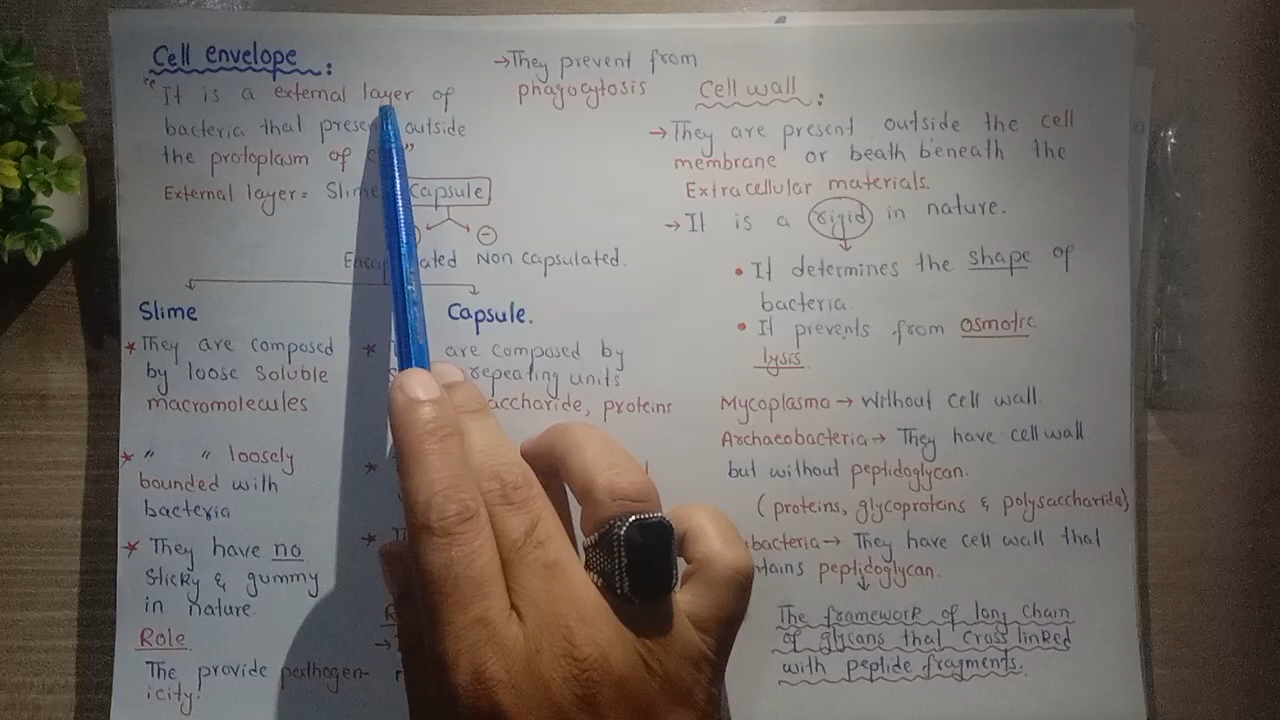 Cell envelope :
"It is a external layer of
bacteria that present outside
the protoplasm of "
External layer = Slime Capsule
Non capsulated.
Slime
* They are composed
by loose soluble
macromolecules
* " " loosely
bounded with
bacteria
* They have no
sticky & gummy
in nature.
Role
The provide pathogen-
icity.
Capsule.
* are composed by
repeating units
accharide, proteins
*
*
→ They prevent from
phagocytosis
Cell wall :
→ They are present outside the cell
membrane or beath beneath the
Extracellular materials.
→ It is a rigid in nature.
• It determines the shape of
bacteria.
• It prevents from osmotic
lysis.
Mycoplasma → Without cell wall.
Archaeobacteria → They have cell wall
but without peptidoglycan.
(proteins, glycoproteins & polysaccharide)
bacteria → They have cell wall that
ntains peptidoglycan.
The framework of long chain
of glycans that cross linked
with peptide fragments.